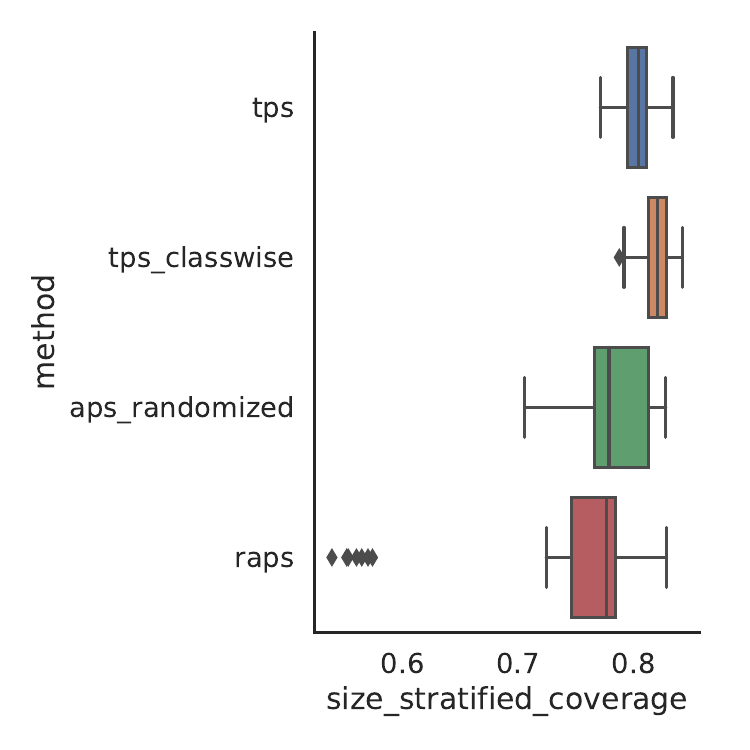 tps
tps_classwise
aps_randomized
raps
method
0.6 0.7 0.8
size_stratified_coverage